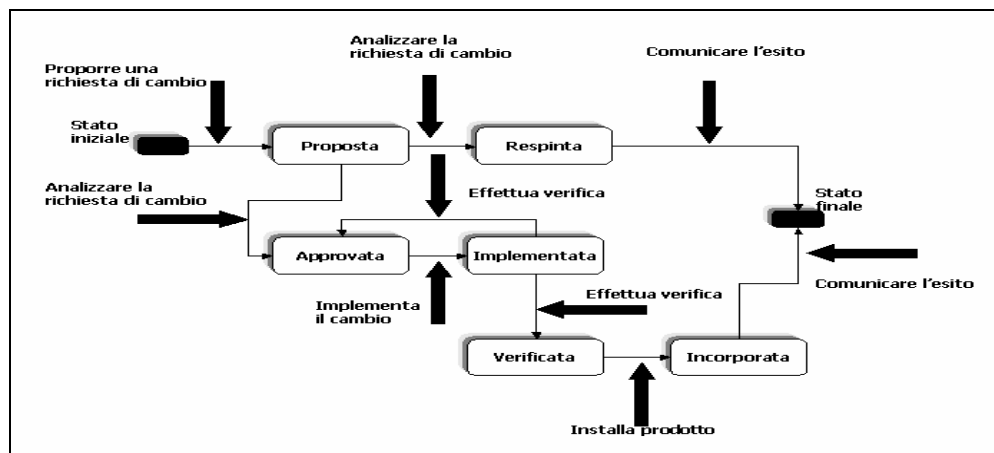 Analizzare la
richiesta di cambio
Comunicare l'esito
Proporre una
richiesta di cambio
Stato
iniziale
Proposta
Respinta
Analizzare la
richiesta di cambio
Effettua verifica
Stato
finale
Approvata
Implementata
Comunicare l'esito
Implementa
il cambio
Effettua verifica
Verificata
Incorporata
Installa prodotto